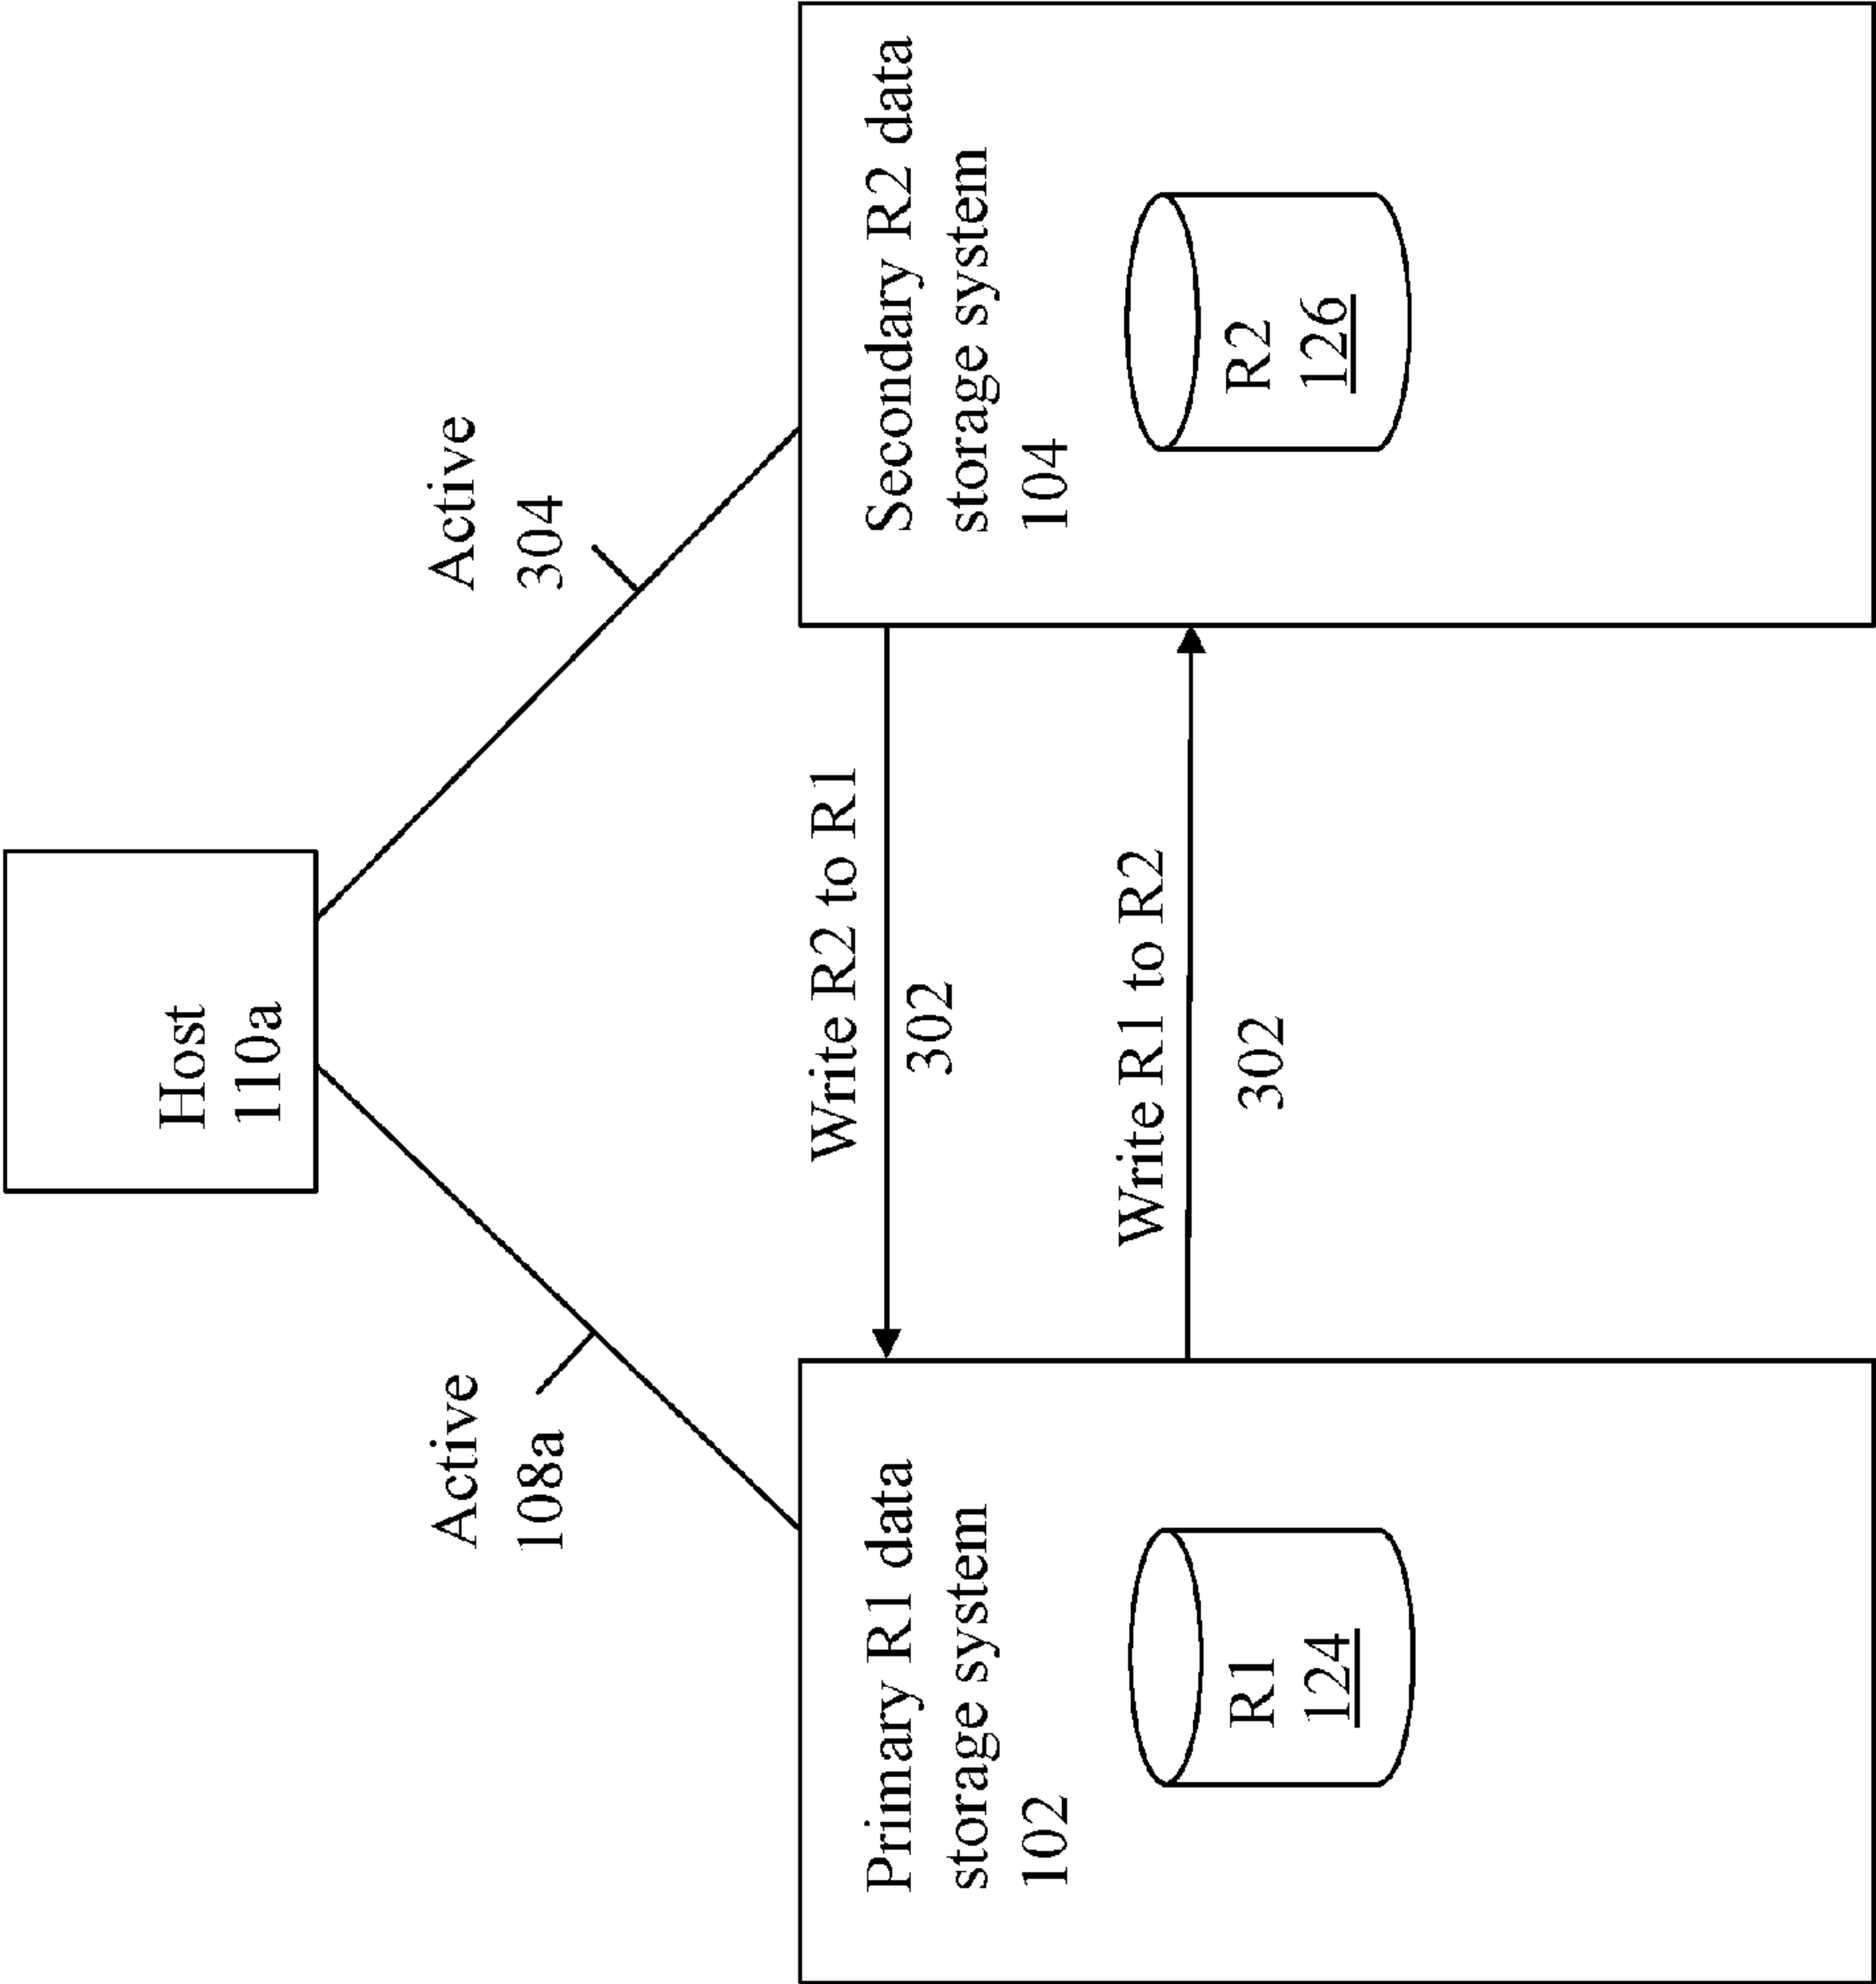 Host
110a
Active
108a
Active
304
Primary R1 data
storage system
102
R1
124
Write R2 to R1
302
Write R1 to R2
302
Secondary R2 data
storage system
104
R2
126